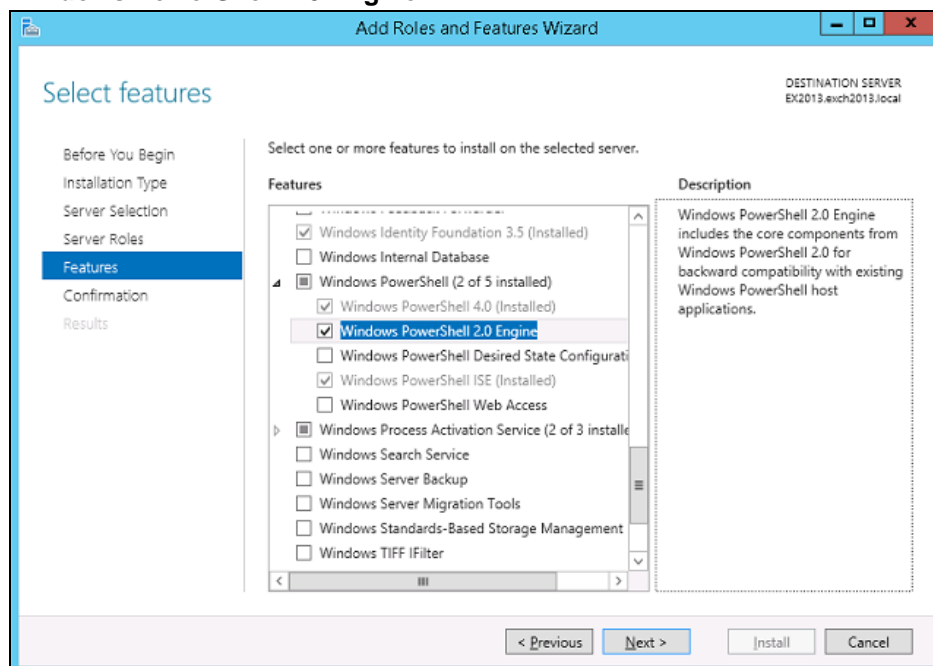 Add Roles and Features Wizard
Select features
DESTINATION SERVER
EX2013.exch2013.local
Before You Begin
Installation Type
Server Selection
Server Roles
Features
Confirmation
Results
Select one or more features to install on the selected server.
Features
Windows Identity Foundation 3.5 (Installed)
Windows Internal Database
Windows PowerShell (2 of 5 installed)
Windows PowerShell 4.0 (Installed)
Windows PowerShell 2.0 Engine
Windows PowerShell Desired State Configurati
Windows PowerShell ISE (Installed)
Windows PowerShell Web Access
Windows Process Activation Service (2 of 3 installe
Windows Search Service
Windows Server Backup
Windows Server Migration Tools
Windows Standards-Based Storage Management
Windows TIFF IFilter
Description
Windows PowerShell 2.0 Engine
includes the core components from
Windows PowerShell 2.0 for
backward compatibility with existing
Windows PowerShell host
applications.
< Previous
Next >
Install
Cancel